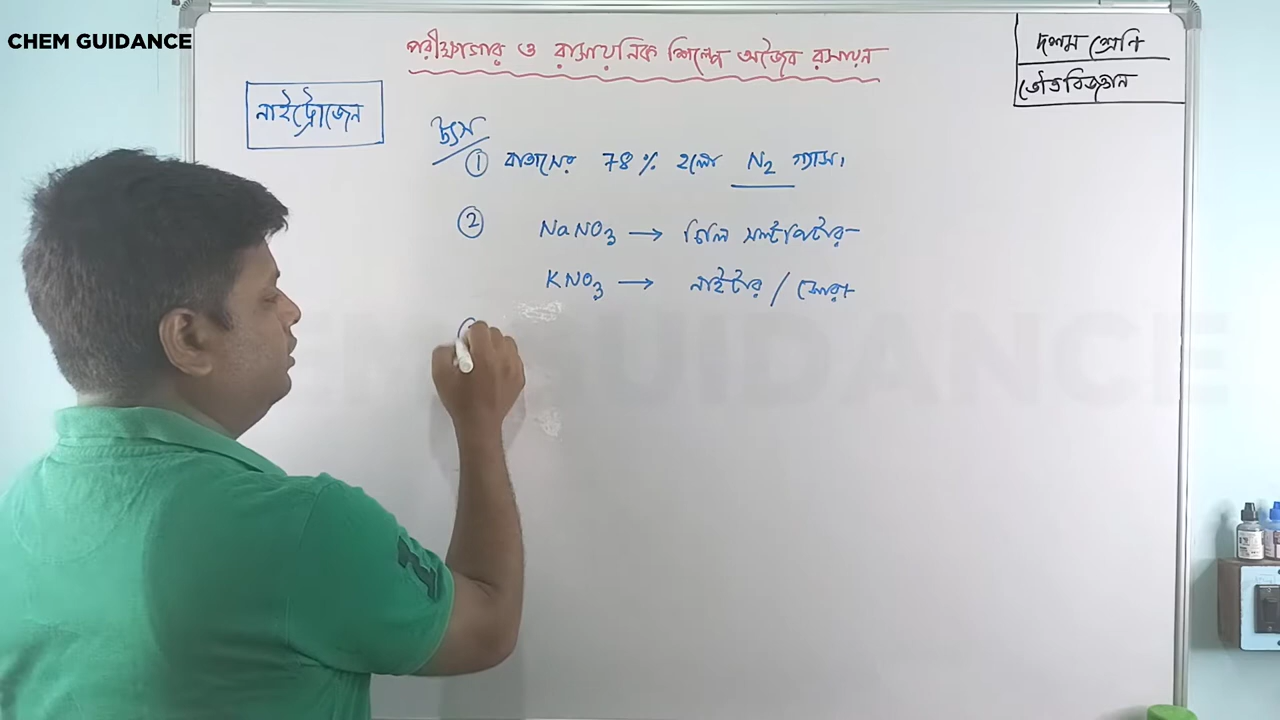 CHEM GUIDANCE
পরীক্ষাগার ও রাসায়নিক শিল্পে অজৈব রসায়ন
দশম শ্রেণি
ভৌতবিজ্ঞান
নাইট্রোজেন
উৎস
① বাতাসের 78% হলো N₂ গ্যাস।
② NaNO₃ → চিলি সল্টপিটার
KNO₃ → নাইটার / সোরা
GUIDANCE